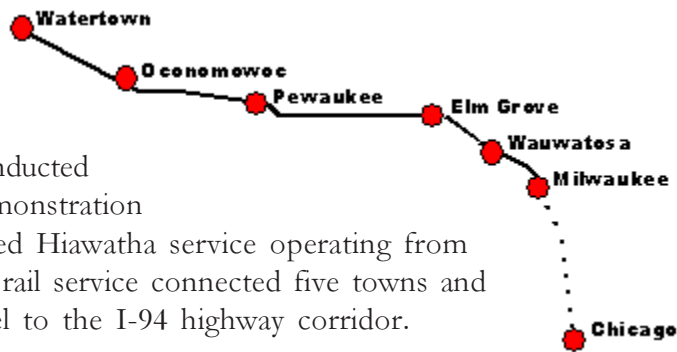 Watertown
Oconomowoc
Pewaukee
Elm Grove
Wauwatosa
Milwaukee
nducted
monstration
ed Hiawatha service operating from
rail service connected five towns and
el to the I-94 highway corridor.
Chicago